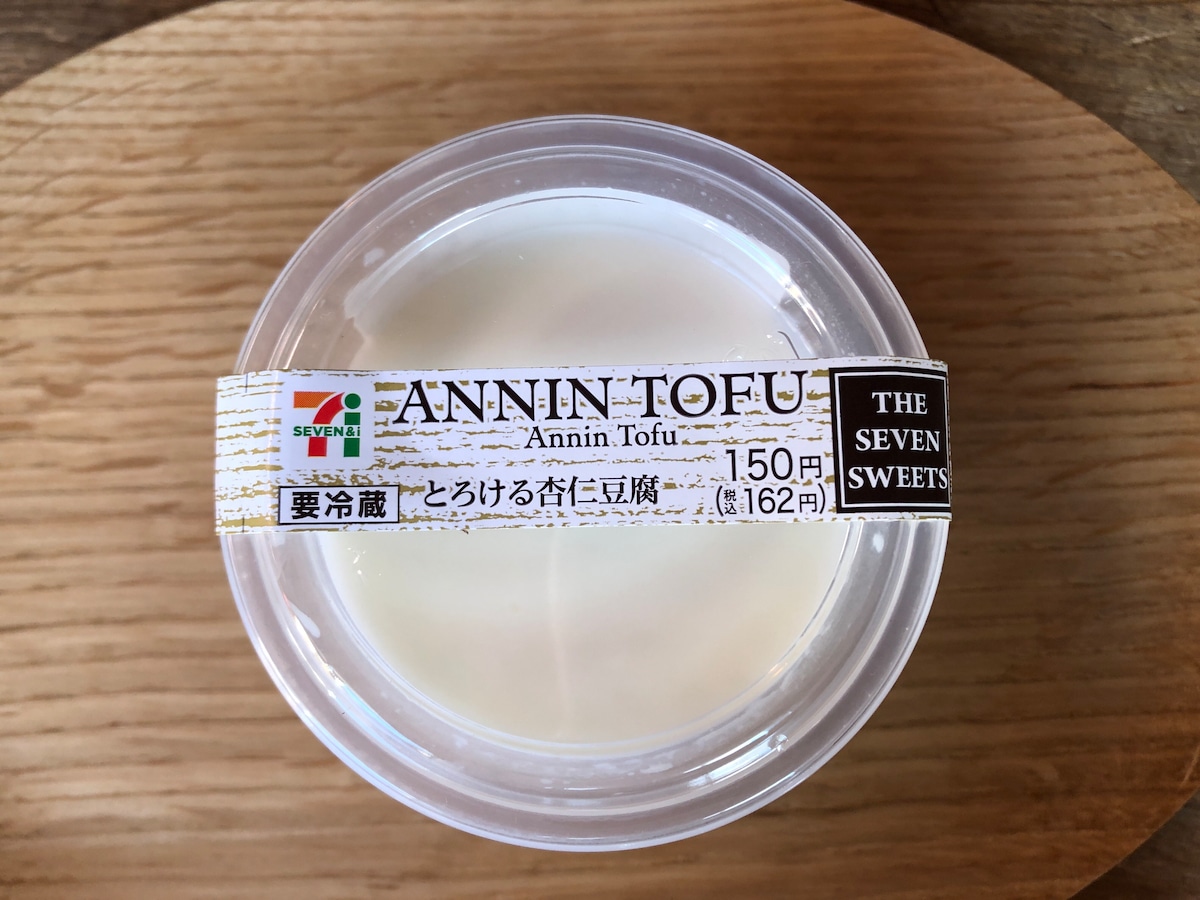 SEVEN&i
ANNIN TOFU
Annin Tofu
150円
要冷蔵
とろける杏仁豆腐
(税込 162円)
THE
SEVEN
SWEETS